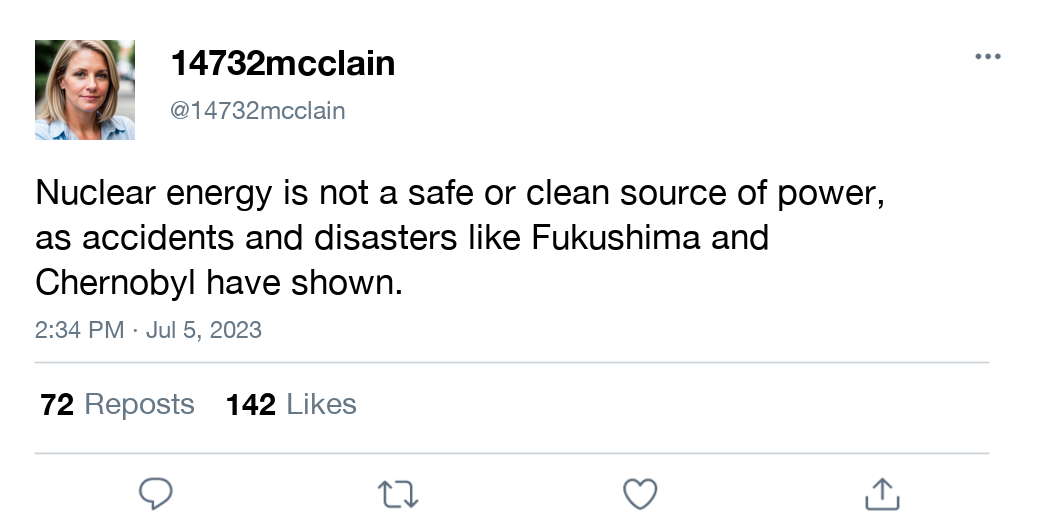 14732mcclain
@14732mcclain
Nuclear energy is not a safe or clean source of power,
as accidents and disasters like Fukushima and
Chernobyl have shown.
2:34 PM · Jul 5, 2023
72 Reposts 142 Likes